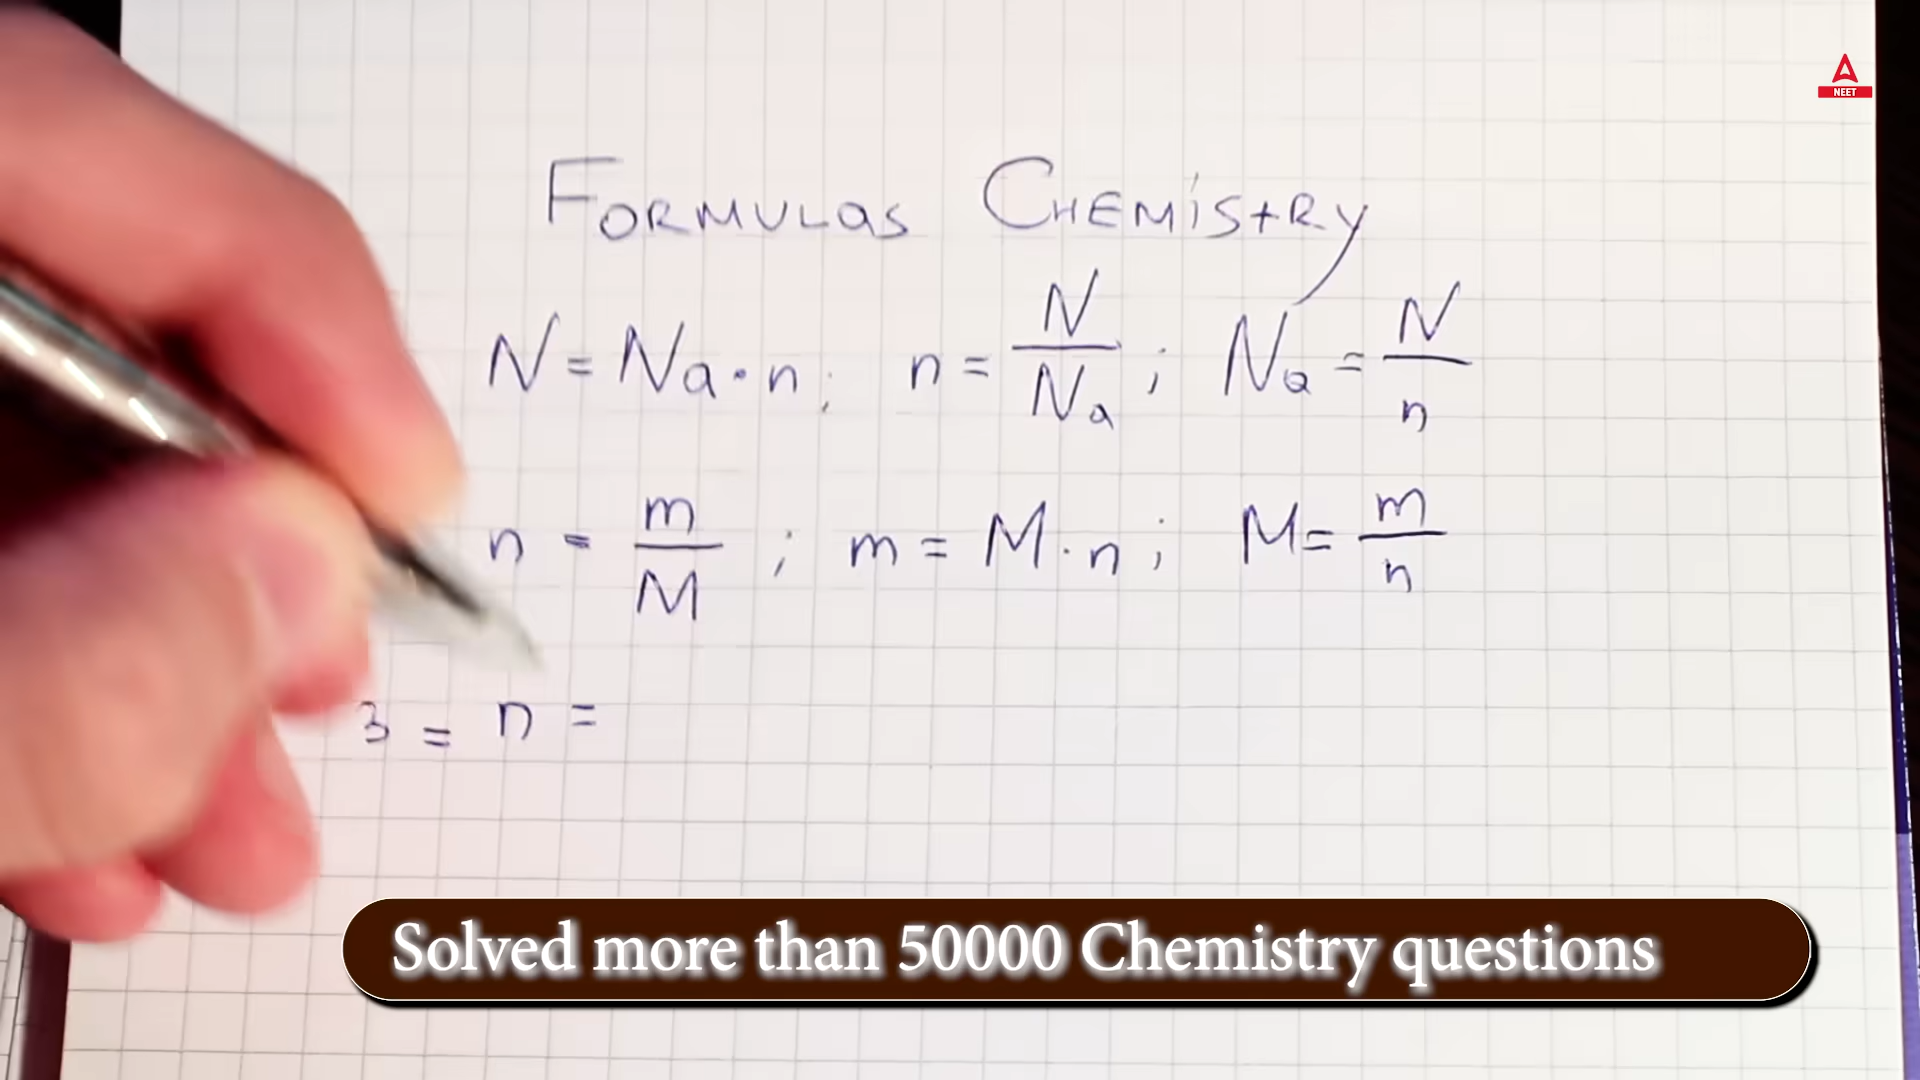 NEET
FORMULAS CHEMiStRY
N = Na · n ; n = N/Na ; Na = N/n
n = m/M ; m = M · n ; M = m/n
3 = n =
Solved more than 50000 Chemistry questions